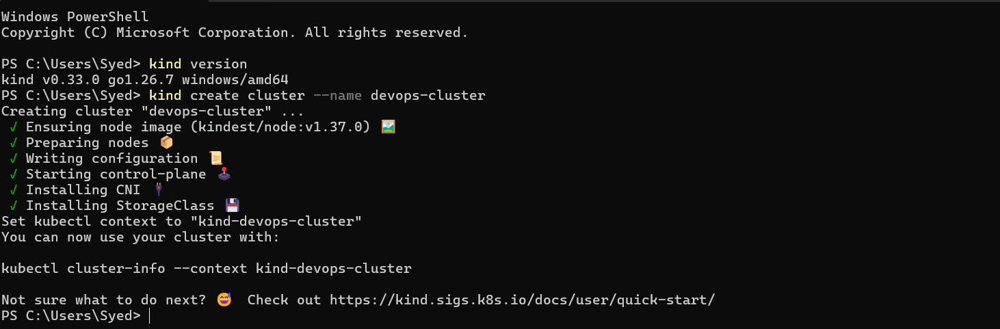 Windows PowerShell
Copyright (C) Microsoft Corporation. All rights reserved.
PS C:\Users\Syed> kind version
kind v0.33.0 go1.26.7 windows/amd64
PS C:\Users\Syed> kind create cluster --name devops-cluster
Creating cluster "devops-cluster" ...
✓ Ensuring node image (kindest/node:v1.37.0) 🖼
✓ Preparing nodes 📦
✓ Writing configuration 📜
✓ Starting control-plane 🕹
✓ Installing CNI 🔌
✓ Installing StorageClass 💾
Set kubectl context to "kind-devops-cluster"
You can now use your cluster with:
kubectl cluster-info --context kind-devops-cluster
Not sure what to do next? 😅 Check out https://kind.sigs.k8s.io/docs/user/quick-start/
PS C:\Users\Syed>